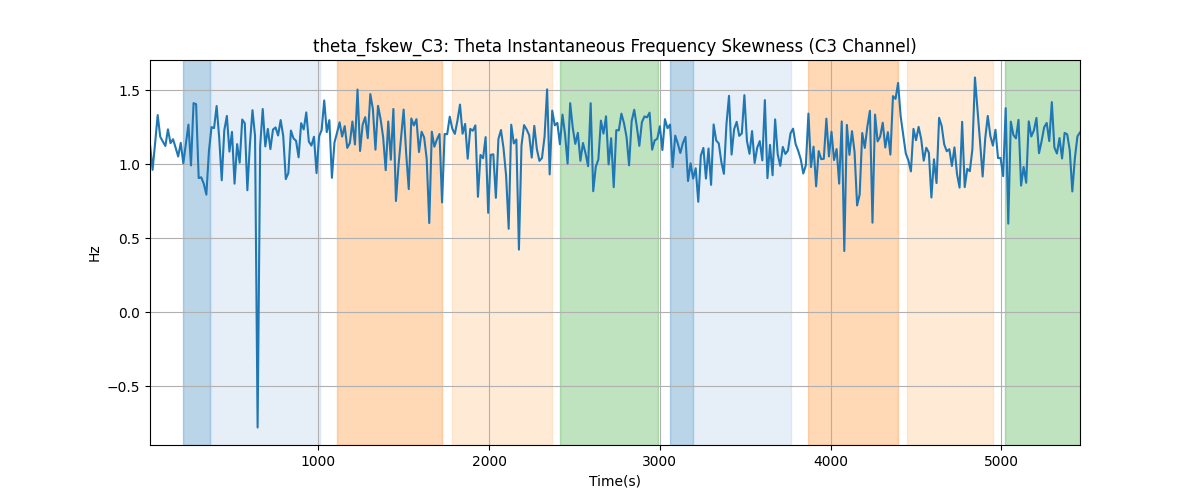 theta_fskew_C3: Theta Instantaneous Frequency Skewness (C3 Channel)
1.5
1.0
0.5
0.0
−0.5
Hz
1000 2000 3000 4000 5000
Time(s)